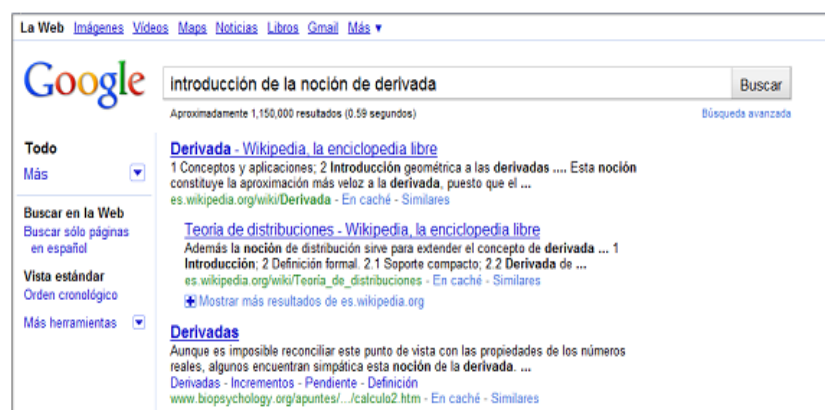 La Web Imágenes Vídeos Maps Noticias Libros Gmail Más ▼
Google
introducción de la noción de derivada
Buscar
Aproximadamente 1,150,000 resultados (0.59 segundos)
Búsqueda avanzada
Todo
Más
Buscar en la Web
Buscar sólo páginas
en español
Vista estándar
Orden cronológico
Más herramientas
Derivada - Wikipedia, la enciclopedia libre
1 Conceptos y aplicaciones; 2 Introducción geométrica a las derivadas .... Esta noción
constituye la aproximación más veloz a la derivada, puesto que el ...
es.wikipedia.org/wiki/Derivada - En caché - Similares
Teoría de distribuciones - Wikipedia, la enciclopedia libre
Además la noción de distribución sirve para extender el concepto de derivada ... 1
Introducción; 2 Definición formal. 2.1 Soporte compacto; 2.2 Derivada de ...
es.wikipedia.org/wiki/Teoría_de_distribuciones - En caché - Similares
Mostrar más resultados de es.wikipedia.org
Derivadas
Aunque es imposible reconciliar este punto de vista con las propiedades de los números
reales, algunos encuentran simpática esta noción de la derivada. ...
Derivadas - Incrementos - Pendiente - Definición
www.biopsychology.org/apuntes/.../calculo2.htm - En caché - Similares